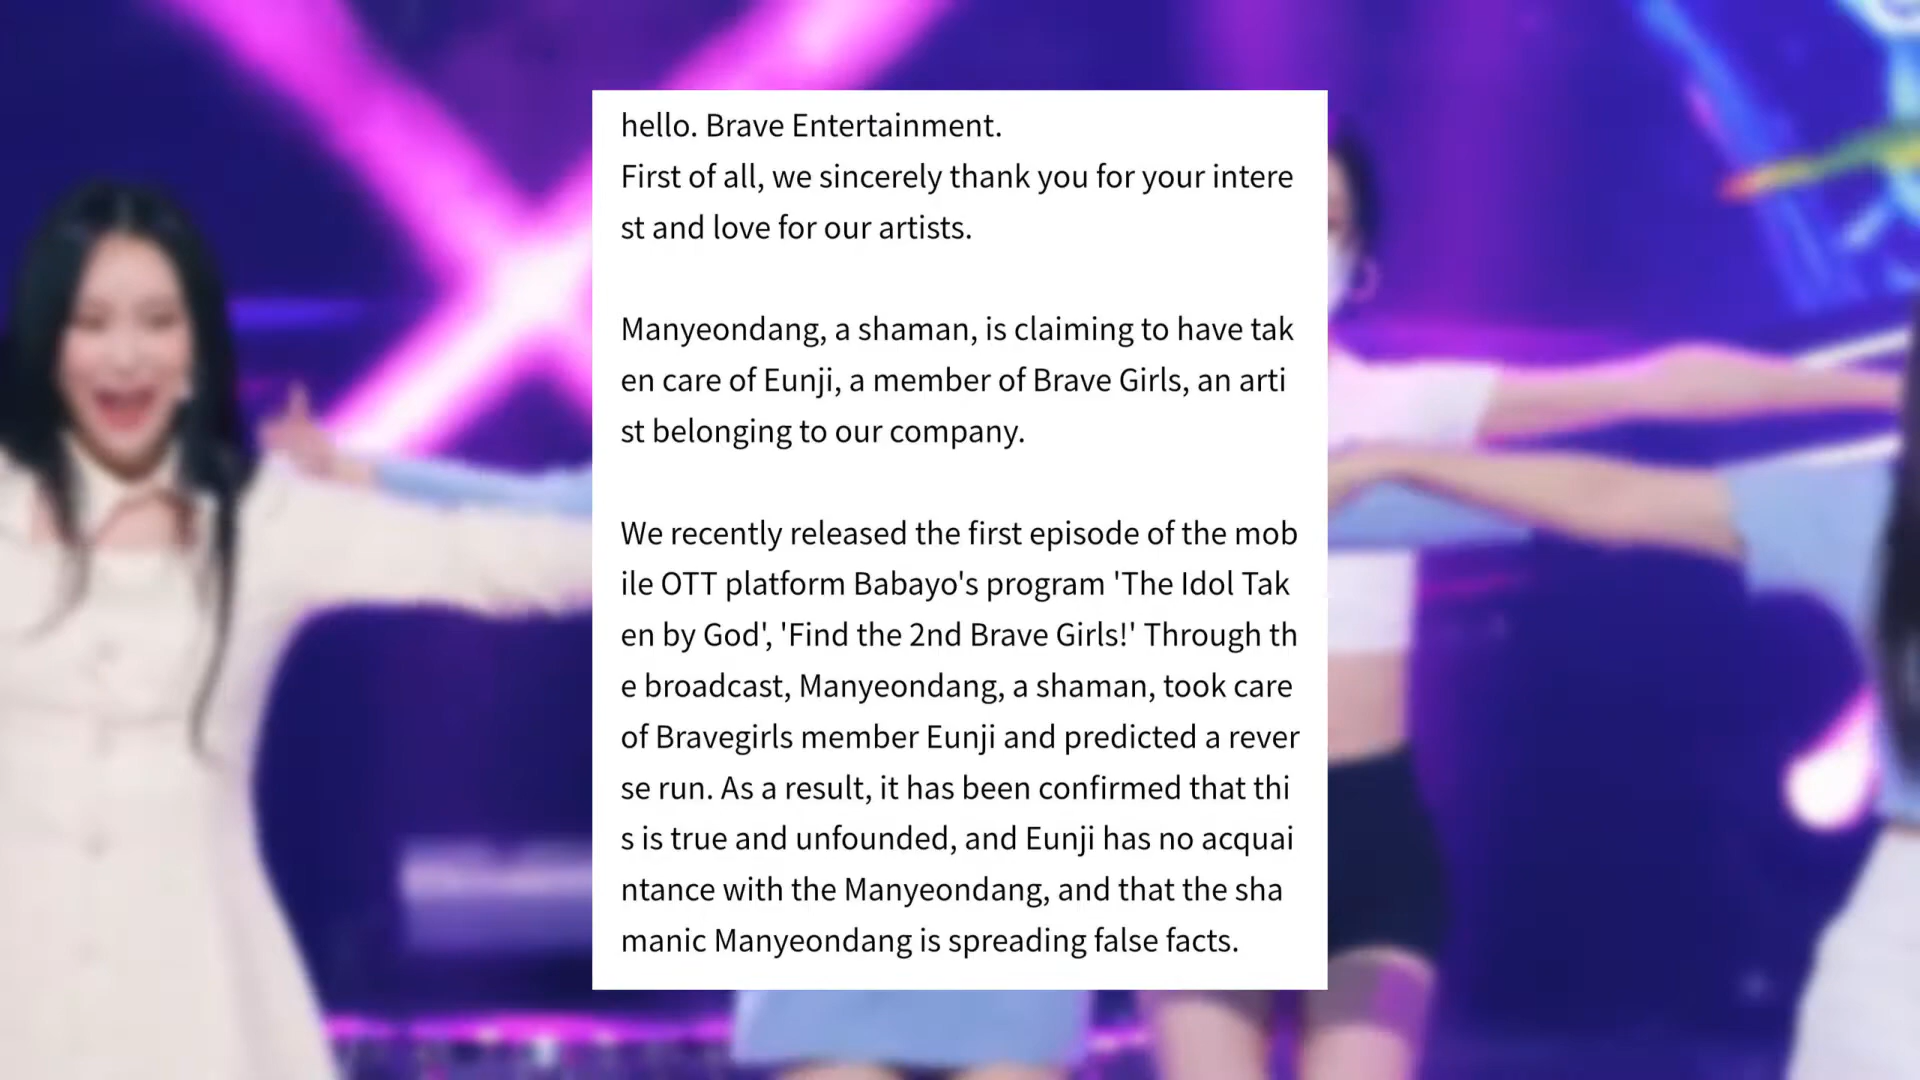 hello. Brave Entertainment.
First of all, we sincerely thank you for your intere
st and love for our artists.
Manyeondang, a shaman, is claiming to have tak
en care of Eunji, a member of Brave Girls, an arti
st belonging to our company.
We recently released the first episode of the mob
ile OTT platform Babayo's program 'The Idol Tak
en by God', 'Find the 2nd Brave Girls!' Through th
e broadcast, Manyeondang, a shaman, took care
of Bravegirls member Eunji and predicted a rever
se run. As a result, it has been confirmed that thi
s is true and unfounded, and Eunji has no acquai
ntance with the Manyeondang, and that the sha
manic Manyeondang is spreading false facts.